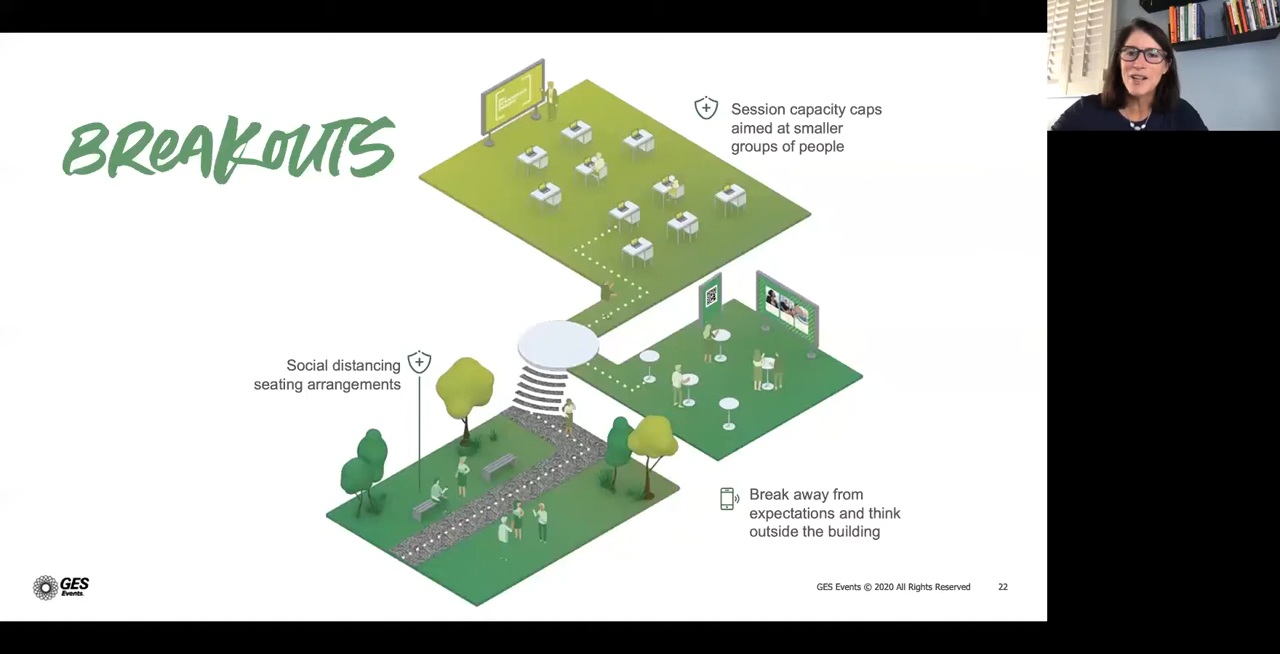 BREAKOUTS
Session capacity caps
aimed at smaller
groups of people
Social distancing
seating arrangements
Break away from
expectations and think
outside the building
GES
Events.
GES Events © 2020 All Rights Reserved
22